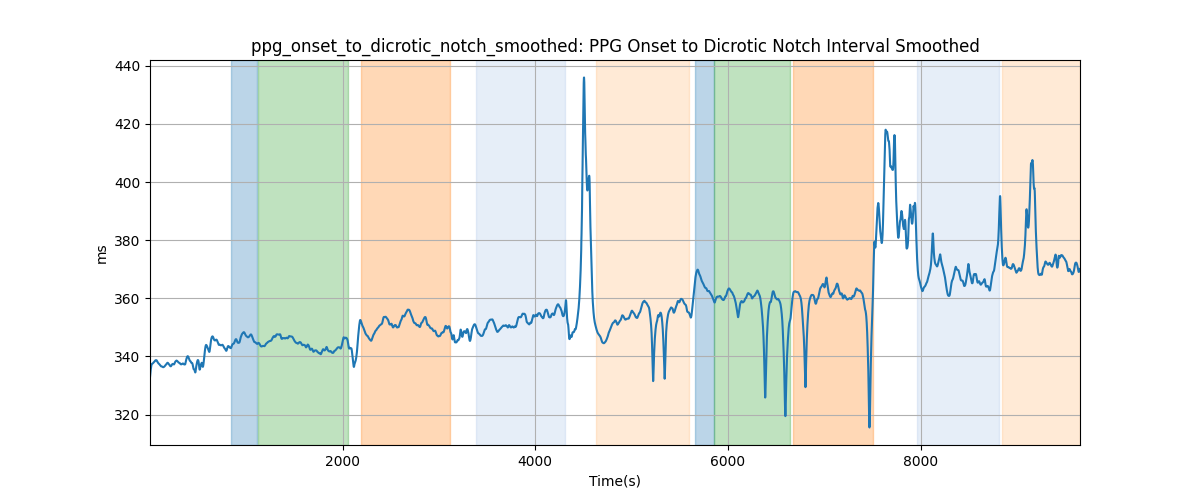 ppg_onset_to_dicrotic_notch_smoothed: PPG Onset to Dicrotic Notch Interval Smoothed
440
420
400
380
360
340
320
ms
2000 4000 6000 8000
Time(s)